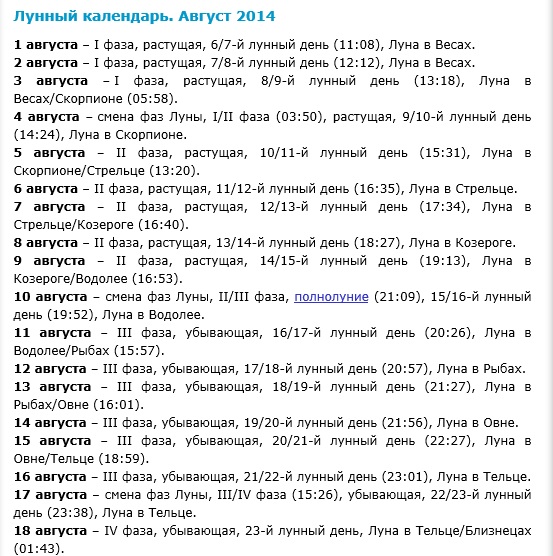 Лунный календарь. Август 2014
1 августа – I фаза, растущая, 6/7-й лунный день (11:08), Луна в Весах.
2 августа – I фаза, растущая, 7/8-й лунный день (12:12), Луна в Весах.
3 августа – I фаза, растущая, 8/9-й лунный день (13:18), Луна в
Весах/Скорпионе (05:58).
4 августа – смена фаз Луны, I/II фаза (03:50), растущая, 9/10-й лунный день
(14:24), Луна в Скорпионе.
5 августа – II фаза, растущая, 10/11-й лунный день (15:31), Луна в
Скорпионе/Стрельце (13:20).
6 августа – II фаза, растущая, 11/12-й лунный день (16:35), Луна в Стрельце.
7 августа – II фаза, растущая, 12/13-й лунный день (17:34), Луна в
Стрельце/Козероге (16:40).
8 августа – II фаза, растущая, 13/14-й лунный день (18:27), Луна в Козероге.
9 августа – II фаза, растущая, 14/15-й лунный день (19:13), Луна в
Козероге/Водолее (16:53).
10 августа – смена фаз Луны, II/III фаза, полнолуние (21:09), 15/16-й лунный
день (19:52), Луна в Водолее.
11 августа – III фаза, убывающая, 16/17-й лунный день (20:26), Луна в
Водолее/Рыбах (15:57).
12 августа – III фаза, убывающая, 17/18-й лунный день (20:57), Луна в Рыбах.
13 августа – III фаза, убывающая, 18/19-й лунный день (21:27), Луна в
Рыбах/Овне (16:01).
14 августа – III фаза, убывающая, 19/20-й лунный день (21:56), Луна в Овне.
15 августа – III фаза, убывающая, 20/21-й лунный день (22:27), Луна в
Овне/Тельце (18:59).
16 августа – III фаза, убывающая, 21/22-й лунный день (23:01), Луна в Тельце.
17 августа – смена фаз Луны, III/IV фаза (15:26), убывающая, 22/23-й лунный
день (23:38), Луна в Тельце.
18 августа – IV фаза, убывающая, 23-й лунный день, Луна в Тельце/Близнецах
(01:43).